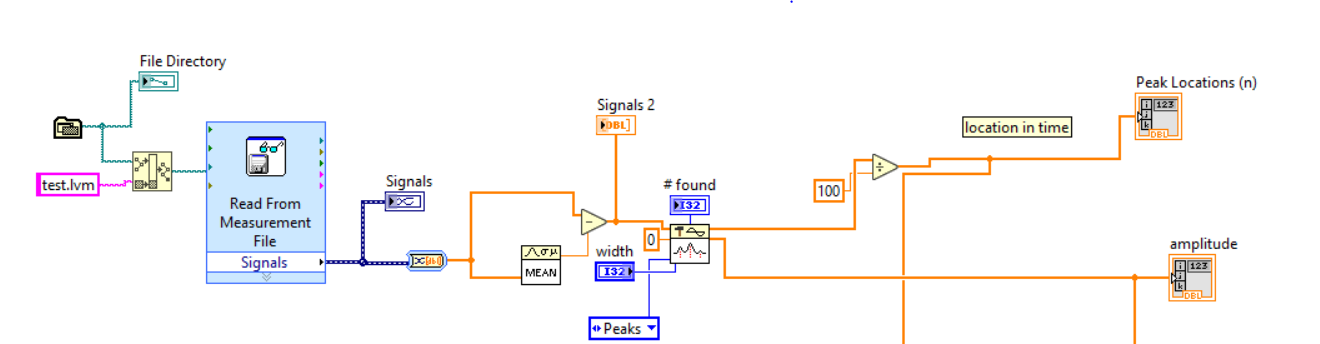 File Directory
Peak Locations (n)
123
DBL
Signals 2
DBL]
location in time
test.lvm
Read From
Measurement
File
Signals
Signals
# found
I32
100
÷
-
0
σμ
MEAN
width
I32
amplitude
123
DBL
Peaks